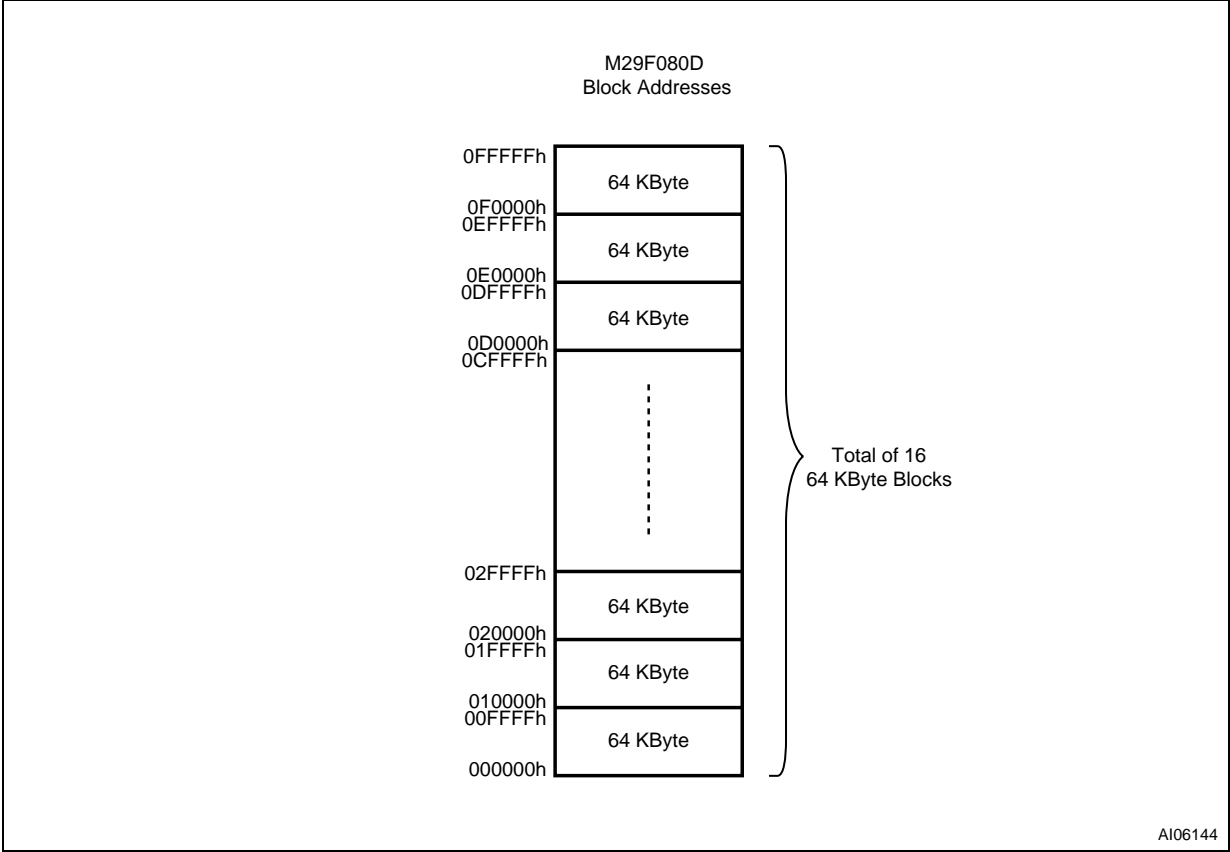 M29F080D
Block Addresses
0FFFFFh
64 KByte
0F0000h
0EFFFFh
64 KByte
0E0000h
0DFFFFh
64 KByte
0D0000h
0CFFFFh
Total of 16
64 KByte Blocks
02FFFFh
64 KByte
020000h
01FFFFh
64 KByte
010000h
00FFFFh
64 KByte
000000h
AI06144